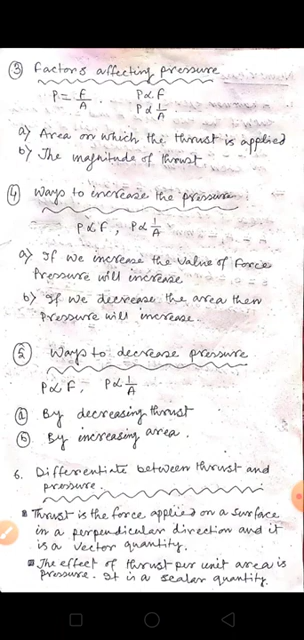 ③ Factors affecting pressure
P = F/A   P∝F
P∝ 1/A
a) Area on which the thrust is applied
b) The magnitude of thrust.
④ Ways to increase the pressure
P∝F, P∝ 1/A
a) If we increase the value of Force
Pressure will increase
b) If we decrease the area then
Pressure will increase
⑤ Ways to decrease pressure
P∝F, P∝ 1/A
ⓐ By decreasing thrust
ⓑ By increasing area.
6. Differentiate between thrust and
pressure.
Thrust is the force applied on a surface
in a perpendicular direction and it
is a vector quantity.
The effect of thrust per unit area is
pressure. It is a scalar quantity.